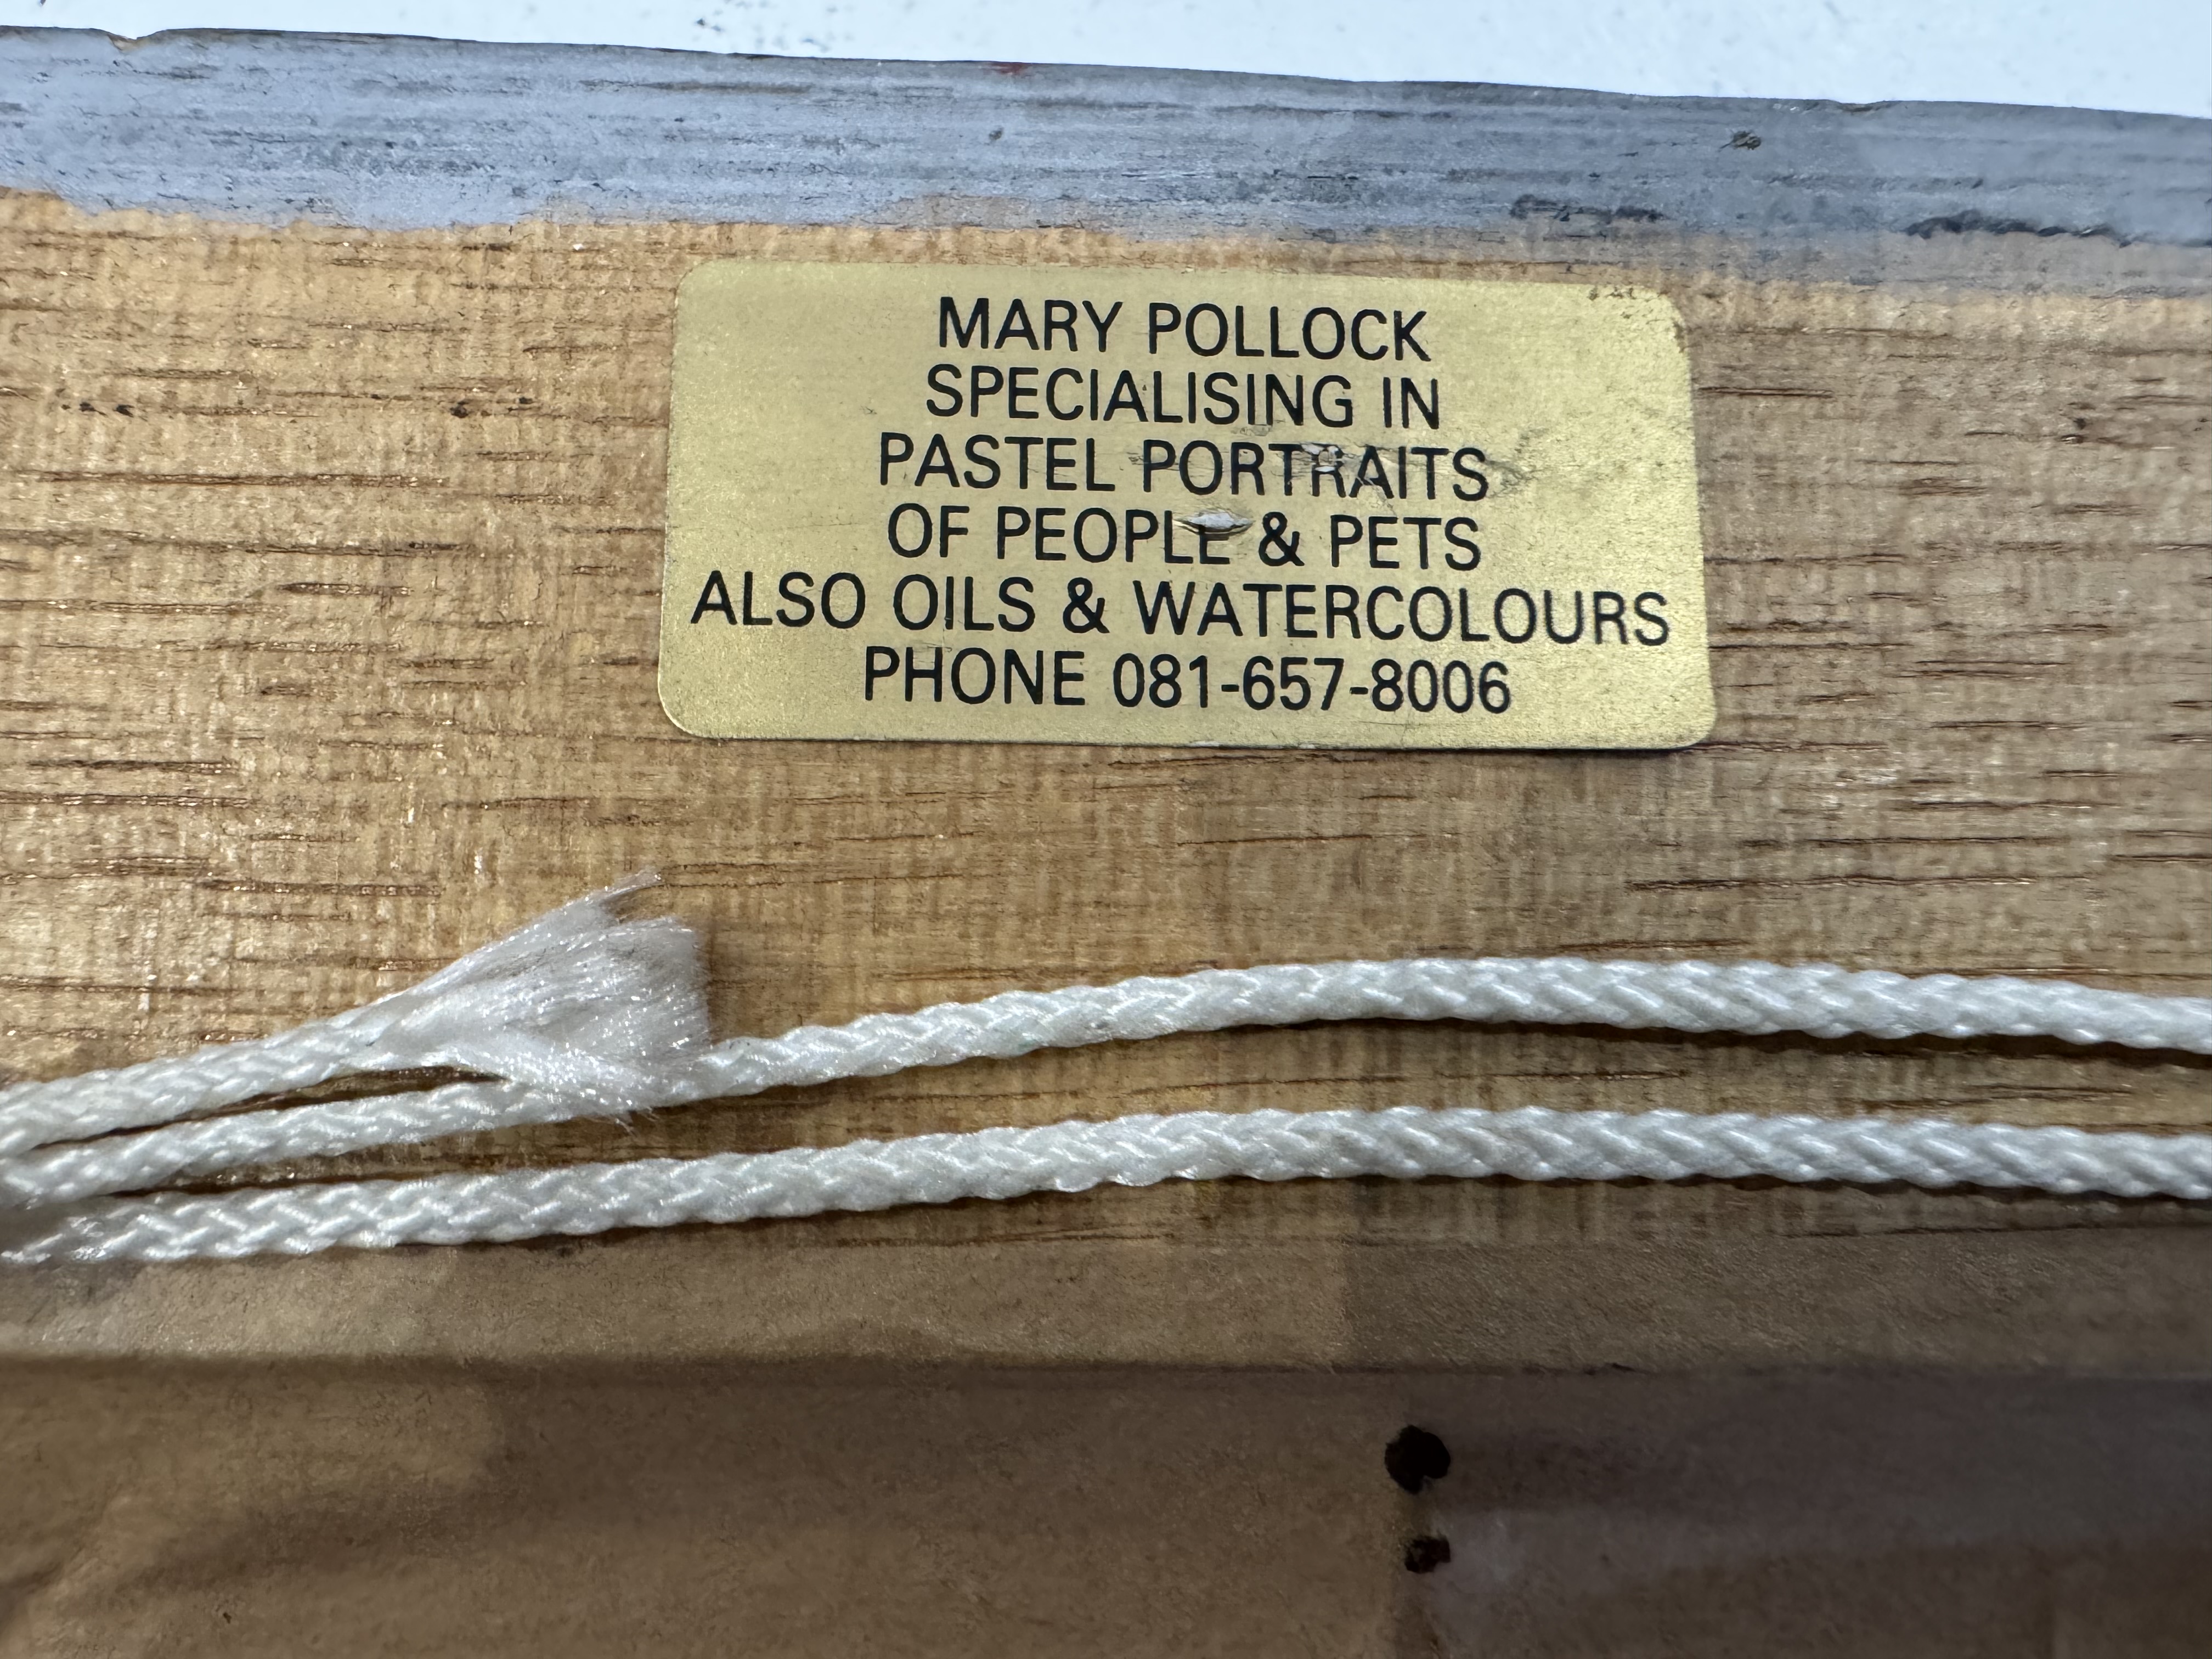 MARY POLLOCK
SPECIALISING IN
PASTEL PORTRAITS
OF PEOPLE & PETS
ALSO OILS & WATERCOLOURS
PHONE 081-657-8006